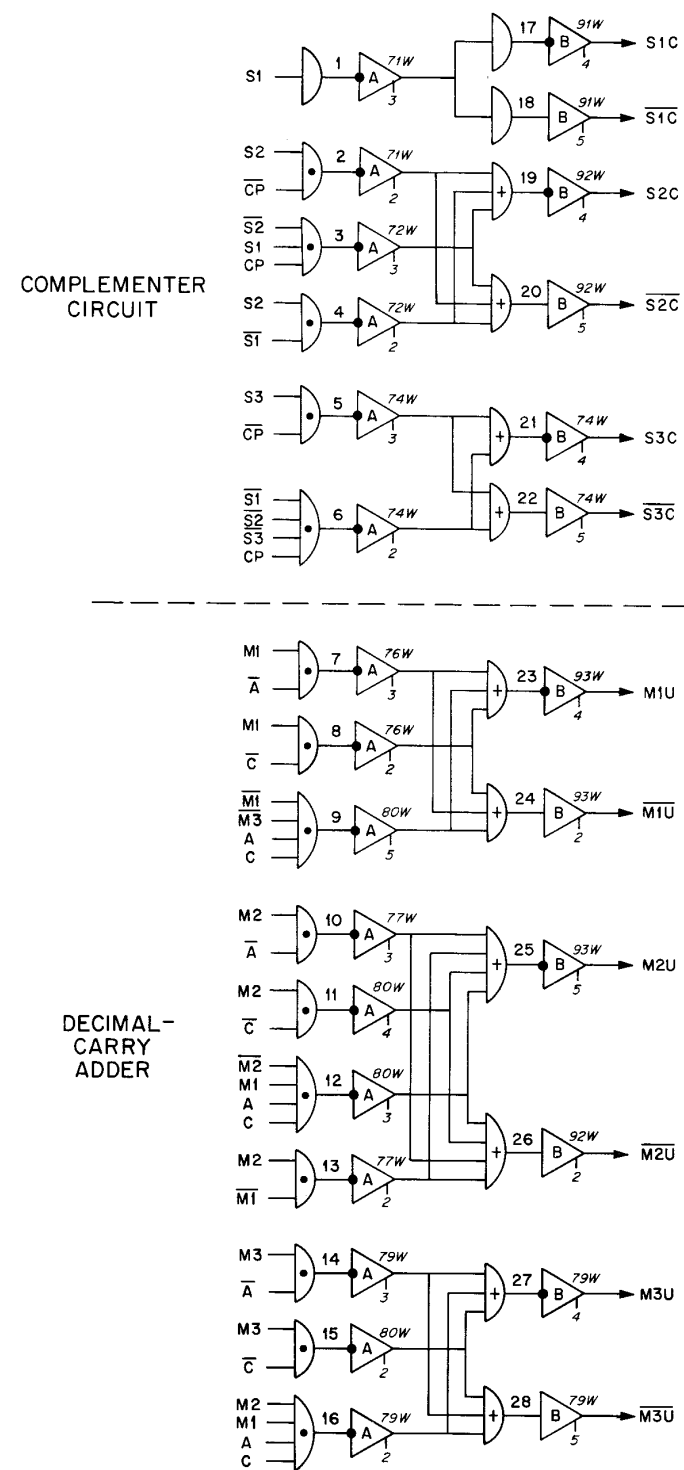 17 91W
B S1C
4
1 71W
S1 A
3
18 91W
B S̅1̅C̅
5
S2
2 71W 19 92W
A + B S2C
C̅P̅ 2 4
S̅2̅ 3 72W
S1 A
CP 3
S2 20 92W
4 72W + B S̅2̅C̅
A 5
S̅1̅ 2
COMPLEMENTER
CIRCUIT
S3
5 74W 21 74W
A + B S3C
C̅P̅ 3 4
S̅1̅ 22 74W
S̅2̅ 6 74W + B S̅3̅C̅
S̅3̅ A 5
CP 2
M1
7 76W 23 93W
A + B M1U
A̅ 3 4
M1
8 76W
A
C̅ 2
M̅1̅ 24 93W
M̅3̅ 9 80W + B M̅1̅U̅
A A 2
C 5
M2
10 77W 25 93W
A + B M2U
A̅ 3 5
M2
11 80W
A
C̅ 4
DECIMAL-
CARRY
ADDER
M̅2̅
M1 12 80W
A A
C 3
M2 26 92W
13 77W + B M̅2̅U̅
A 2
M̅1̅ 2
M3
14 79W 27 79W
A + B M3U
A̅ 3 4
M3
15 80W
A
C̅ 2
M2 28 79W
M1 16 79W + B M̅3̅U̅
A A 5
C 2